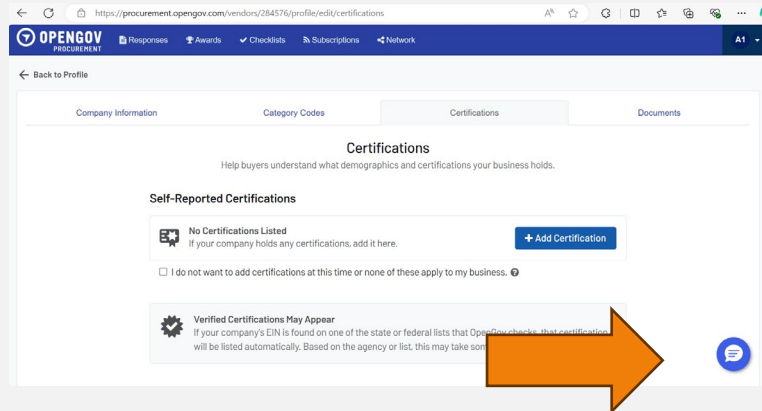 https://procurement.opengov.com/vendors/284576/profile/edit/certifications
OPENGOV PROCUREMENT
Responses Awards Checklists Subscriptions Network A1
Back to Profile
Company Information Category Codes Certifications Documents
Certifications
Help buyers understand what demographics and certifications your business holds.
Self-Reported Certifications
No Certifications Listed
If your company holds any certifications, add it here.
+ Add Certification
I do not want to add certifications at this time or none of these apply to my business.
Verified Certifications May Appear
If your company's EIN is found on one of the state or federal lists that OpenGov checks, that certification
will be listed automatically. Based on the agency or list, this may take